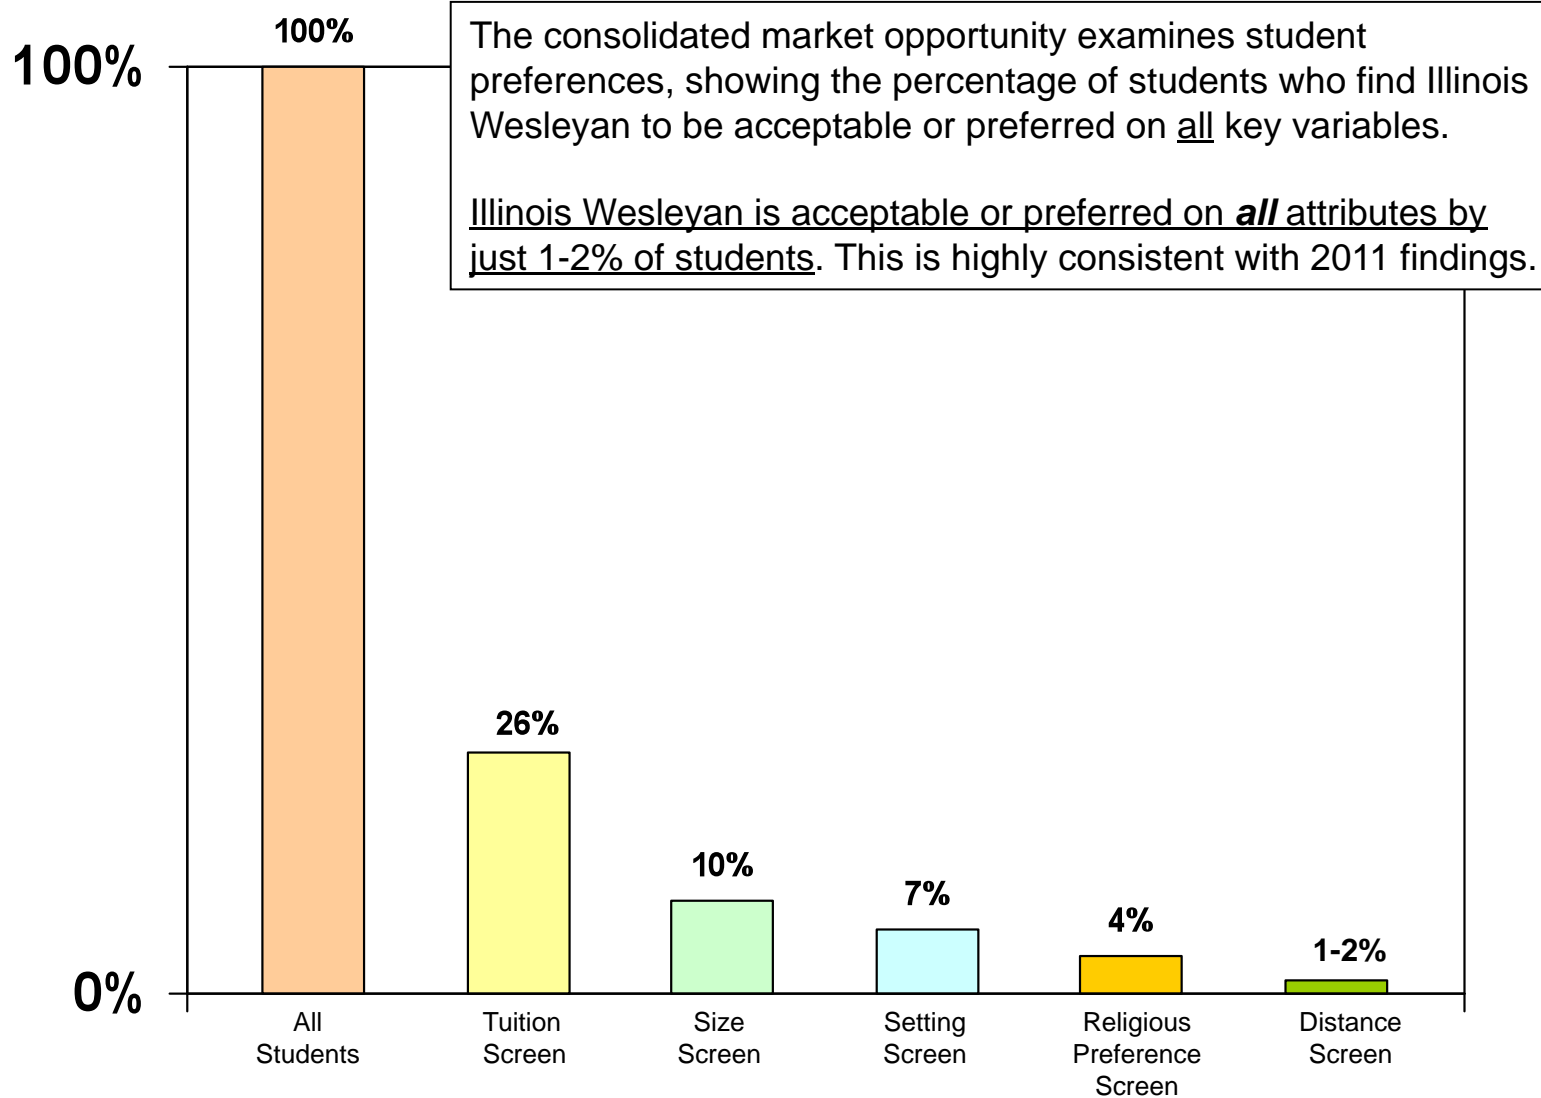 100%
100%
The consolidated market opportunity examines student
preferences, showing the percentage of students who find Illinois
Wesleyan to be acceptable or preferred on all key variables.
Illinois Wesleyan is acceptable or preferred on all attributes by
just 1-2% of students. This is highly consistent with 2011 findings.
26%
10%
7%
4%
1-2%
0%
All
Students
Tuition
Screen
Size
Screen
Setting
Screen
Religious
Preference
Screen
Distance
Screen